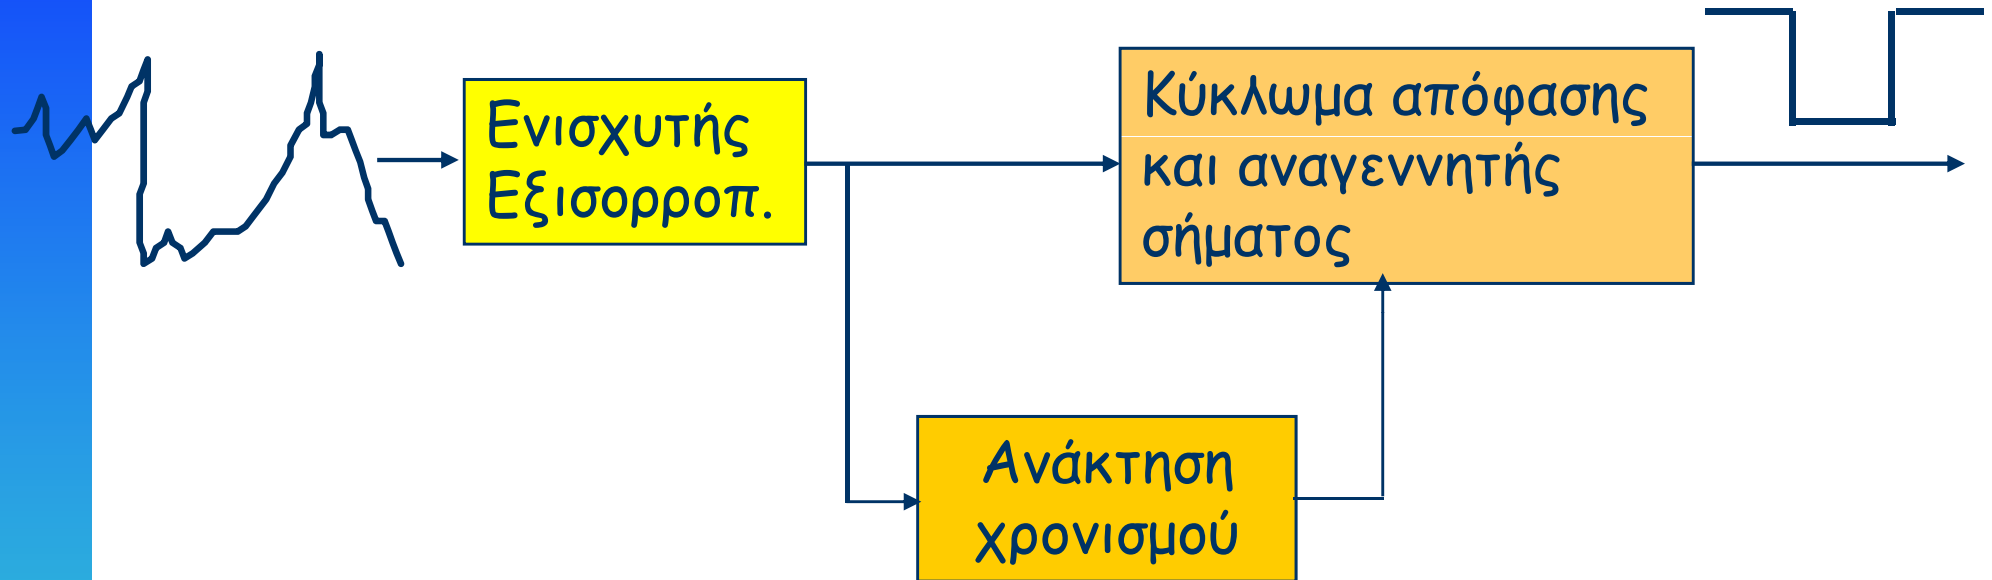 Ενισχυτής
Εξισορροπ.
Κύκλωμα απόφασης
και αναγεννητής
σήματος
Ανάκτηση
χρονισμού